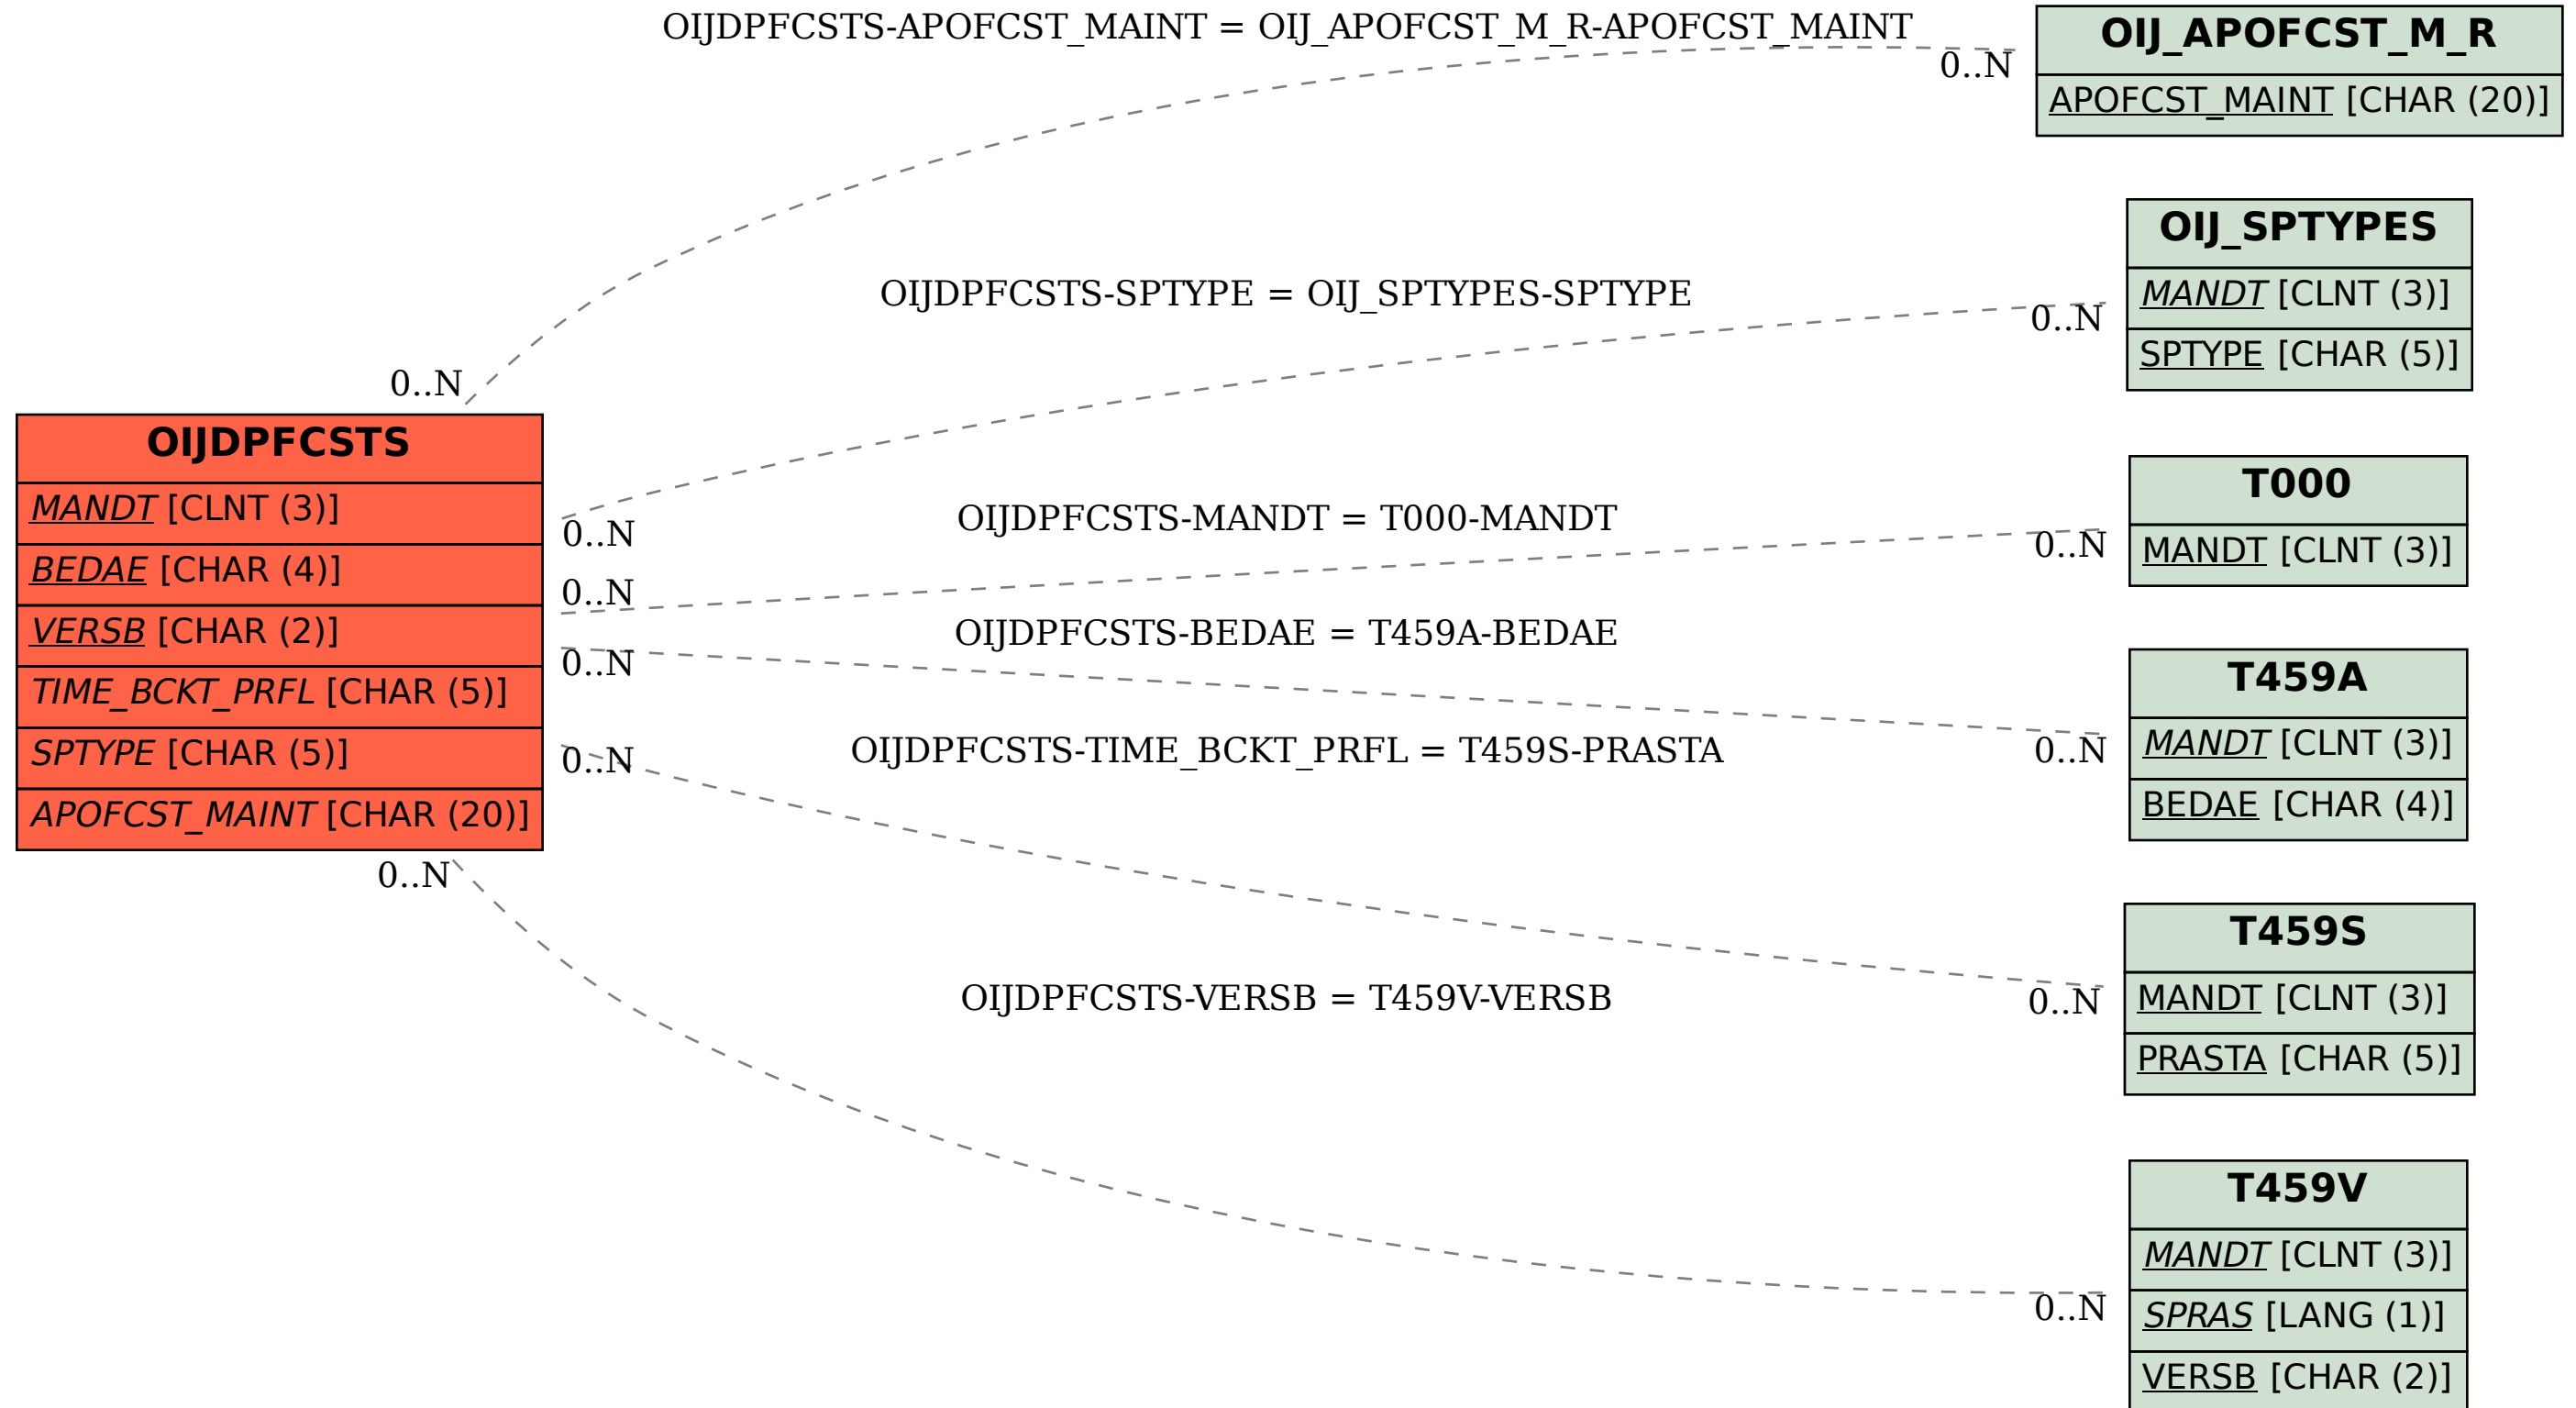 OIJDPFCSTS-APOFCST_MAINT = OIJ_APOFCST_M_R-APOFCST_MAINT
0..N
0..N
OIJ_APOFCST_M_R
APOFCST_MAINT [CHAR (20)]
OIJDPFCSTS-SPTYPE = OIJ_SPTYPES-SPTYPE
0..N
0..N
OIJ_SPTYPES
MANDT [CLNT (3)]
SPTYPE [CHAR (5)]
OIJDPFCSTS
MANDT [CLNT (3)]
BEDAE [CHAR (4)]
VERSB [CHAR (2)]
TIME_BCKT_PRFL [CHAR (5)]
SPTYPE [CHAR (5)]
APOFCST_MAINT [CHAR (20)]
OIJDPFCSTS-MANDT = T000-MANDT
0..N
0..N
T000
MANDT [CLNT (3)]
OIJDPFCSTS-BEDAE = T459A-BEDAE
0..N
0..N
T459A
MANDT [CLNT (3)]
BEDAE [CHAR (4)]
OIJDPFCSTS-TIME_BCKT_PRFL = T459S-PRASTA
0..N
0..N
T459S
MANDT [CLNT (3)]
PRASTA [CHAR (5)]
OIJDPFCSTS-VERSB = T459V-VERSB
0..N
0..N
T459V
MANDT [CLNT (3)]
SPRAS [LANG (1)]
VERSB [CHAR (2)]